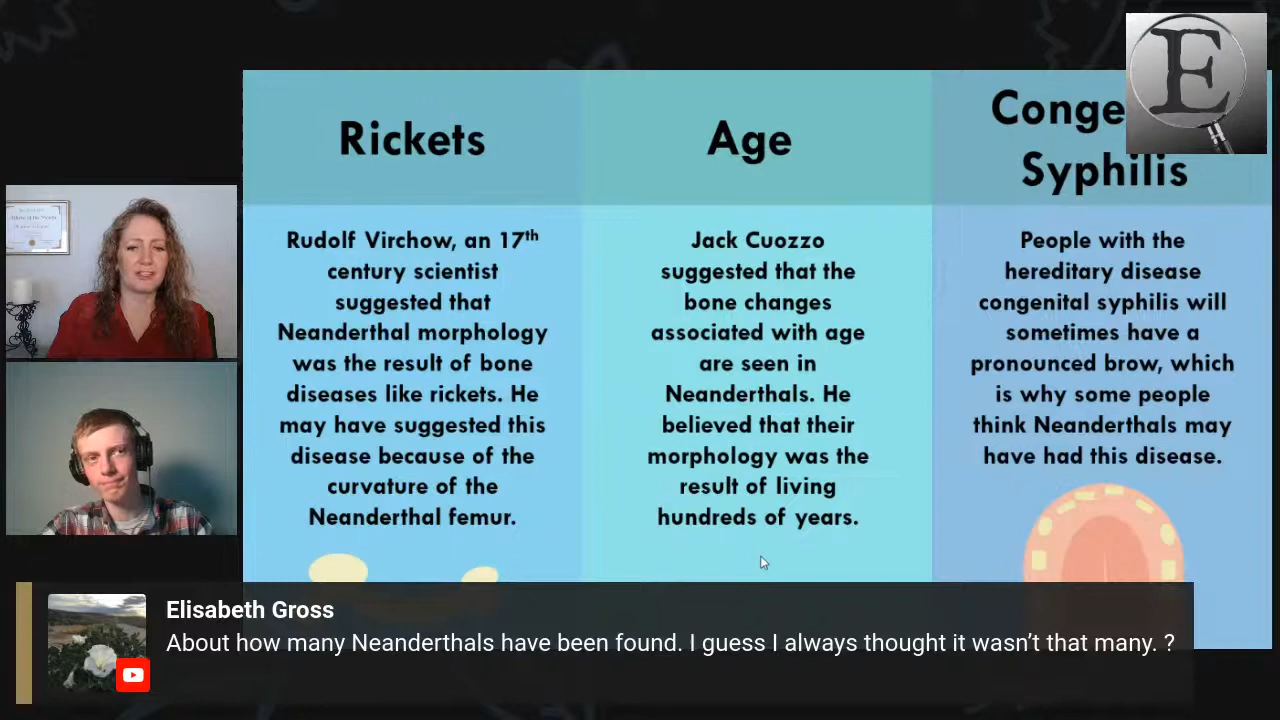 Rickets
Rudolf Virchow, an 17th
century scientist
suggested that
Neanderthal morphology
was the result of bone
diseases like rickets. He
may have suggested this
disease because of the
curvature of the
Neanderthal femur.
Age
Jack Cuozzo
suggested that the
bone changes
associated with age
are seen in
Neanderthals. He
believed that their
morphology was the
result of living
hundreds of years.
Conge
Syphilis
People with the
hereditary disease
congenital syphilis will
sometimes have a
pronounced brow, which
is why some people
think Neanderthals may
have had this disease.
E
Elisabeth Gross
About how many Neanderthals have been found. I guess I always thought it wasn’t that many. ?